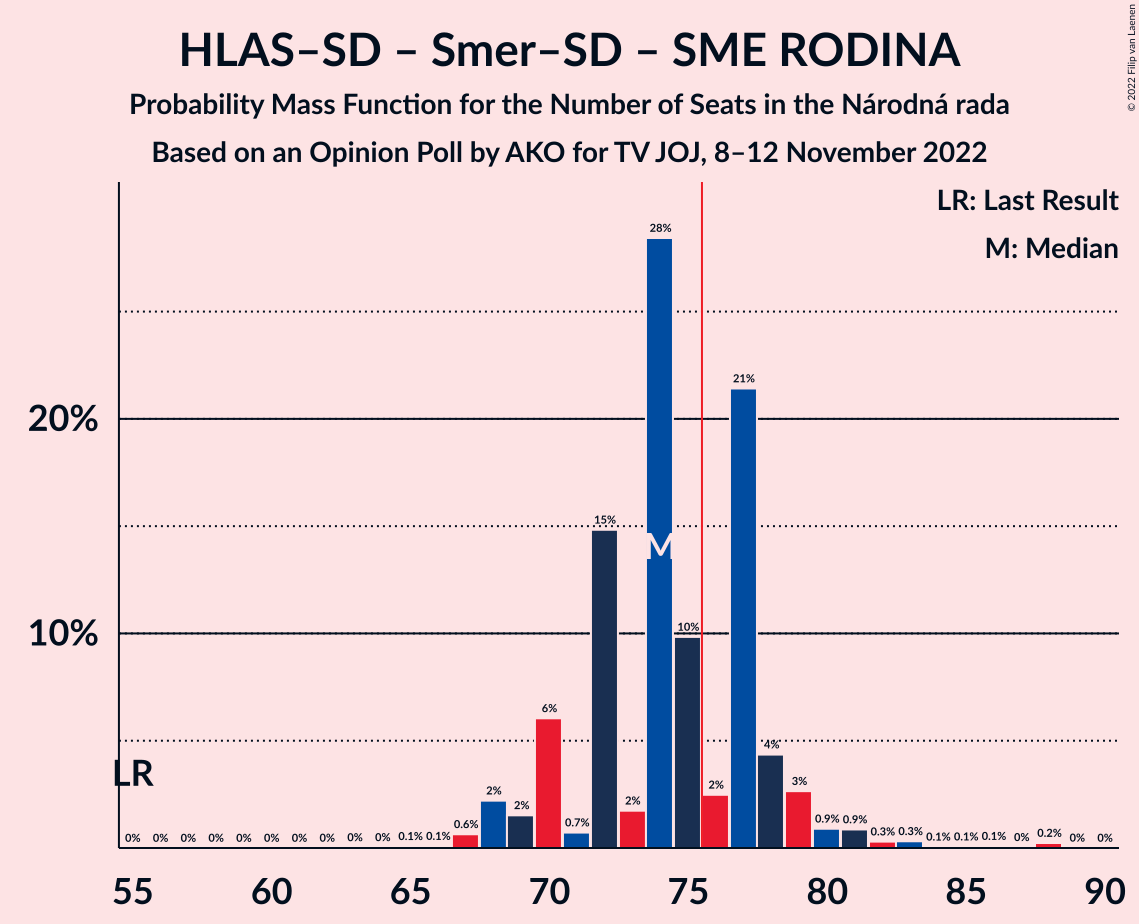 HLAS–SD – Smer–SD – SME RODINA
Probability Mass Function for the Number of Seats in the Národná rada
Based on an Opinion Poll by AKO for TV JOJ, 8–12 November 2022
© 2022 Filip van Laenen
LR: Last Result
M: Median
28%
21%
20%
15%
M
10%
10%
6%
4%
LR
2%
3%
2%
2%
2%
0% 0% 0% 0% 0% 0% 0% 0% 0% 0% 0.1% 0.1% 0.6% 0.7% 0.9% 0.9% 0.3% 0.3% 0.1% 0.1% 0.1% 0% 0.2% 0% 0%
55 60 65 70 75 80 85 90